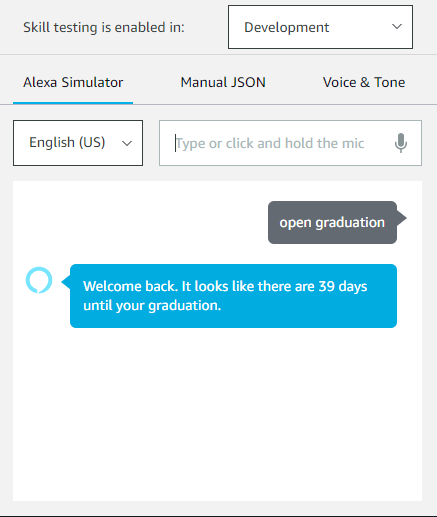 Skill testing is enabled in: Development
Alexa Simulator Manual JSON Voice & Tone
English (US) Type or click and hold the mic
open graduation
Welcome back. It looks like there are 39 days
until your graduation.